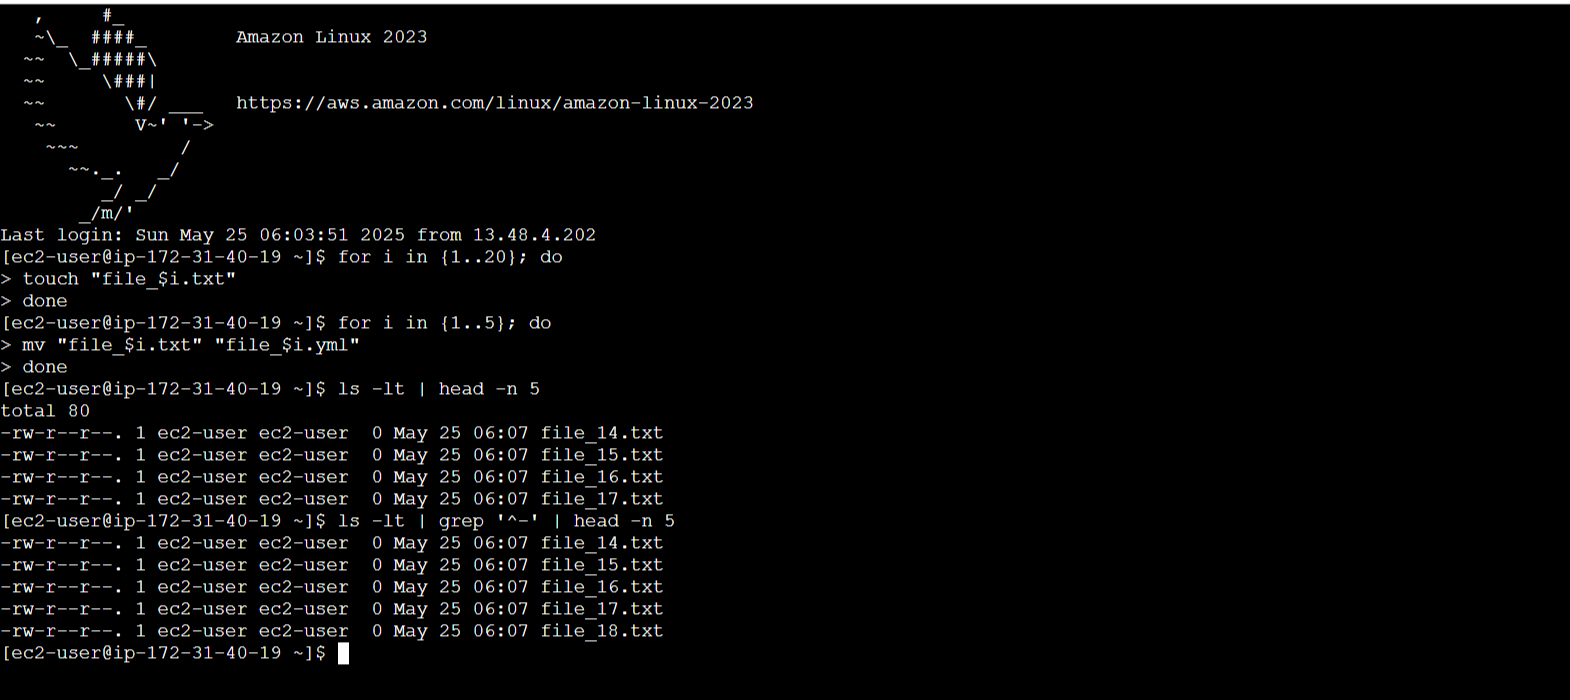 ,     #_
   ~\_  ####_        Amazon Linux 2023
  ~~  \_#####\
  ~~     \###|
  ~~       \#/ ___   https://aws.amazon.com/linux/amazon-linux-2023
   ~~       V~' '->
    ~~~         /
      ~~._.   _/
         _/ _/
       _/m/'
Last login: Sun May 25 06:03:51 2025 from 13.48.4.202
[ec2-user@ip-172-31-40-19 ~]$ for i in {1..20}; do
> touch "file_$i.txt"
> done
[ec2-user@ip-172-31-40-19 ~]$ for i in {1..5}; do
> mv "file_$i.txt" "file_$i.yml"
> done
[ec2-user@ip-172-31-40-19 ~]$ ls -lt | head -n 5
total 80
-rw-r--r--. 1 ec2-user ec2-user  0 May 25 06:07 file_14.txt
-rw-r--r--. 1 ec2-user ec2-user  0 May 25 06:07 file_15.txt
-rw-r--r--. 1 ec2-user ec2-user  0 May 25 06:07 file_16.txt
-rw-r--r--. 1 ec2-user ec2-user  0 May 25 06:07 file_17.txt
[ec2-user@ip-172-31-40-19 ~]$ ls -lt | grep '^-' | head -n 5
-rw-r--r--. 1 ec2-user ec2-user  0 May 25 06:07 file_14.txt
-rw-r--r--. 1 ec2-user ec2-user  0 May 25 06:07 file_15.txt
-rw-r--r--. 1 ec2-user ec2-user  0 May 25 06:07 file_16.txt
-rw-r--r--. 1 ec2-user ec2-user  0 May 25 06:07 file_17.txt
-rw-r--r--. 1 ec2-user ec2-user  0 May 25 06:07 file_18.txt
[ec2-user@ip-172-31-40-19 ~]$